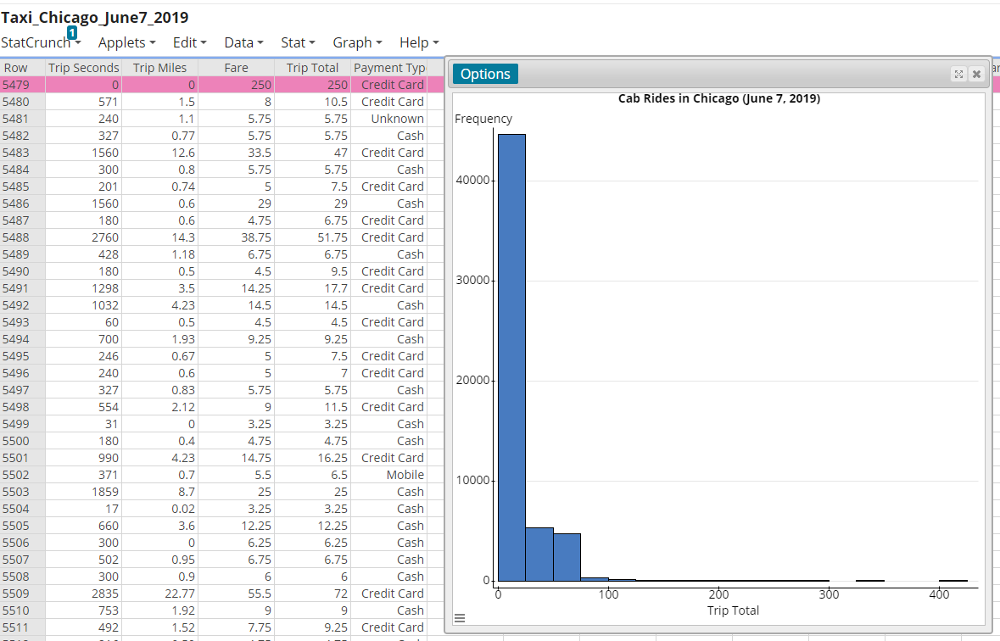 Taxi_Chicago_June7_2019
1
StatCrunch Applets Edit Data Stat Graph Help
Row Trip Seconds Trip Miles Fare Trip Total Payment Typ
5479 0 0 250 250 Credit Card
5480 571 1.5 8 10.5 Credit Card
5481 240 1.1 5.75 5.75 Unknown
5482 327 0.77 5.75 5.75 Cash
5483 1560 12.6 33.5 47 Credit Card
5484 300 0.8 5.75 5.75 Cash
5485 201 0.74 5 7.5 Credit Card
5486 1560 0.6 29 29 Cash
5487 180 0.6 4.75 6.75 Credit Card
5488 2760 14.3 38.75 51.75 Credit Card
5489 428 1.18 6.75 6.75 Cash
5490 180 0.5 4.5 9.5 Credit Card
5491 1298 3.5 14.25 17.7 Credit Card
5492 1032 4.23 14.5 14.5 Cash
5493 60 0.5 4.5 4.5 Credit Card
5494 700 1.93 9.25 9.25 Cash
5495 246 0.67 5 7.5 Credit Card
5496 240 0.6 5 7 Credit Card
5497 327 0.83 5.75 5.75 Cash
5498 554 2.12 9 11.5 Credit Card
5499 31 0 3.25 3.25 Cash
5500 180 0.4 4.75 4.75 Cash
5501 990 4.23 14.75 16.25 Credit Card
5502 371 0.7 5.5 6.5 Mobile
5503 1859 8.7 25 25 Cash
5504 17 0.02 3.25 3.25 Cash
5505 660 3.6 12.25 12.25 Cash
5506 300 0 6.25 6.25 Cash
5507 502 0.95 6.75 6.75 Cash
5508 300 0.9 6 6 Cash
5509 2835 22.77 55.5 72 Credit Card
5510 753 1.92 9 9 Cash
5511 492 1.52 7.75 9.25 Credit Card
Options
Cab Rides in Chicago (June 7, 2019)
Frequency
40000
30000
20000
10000
0
0 100 200 300 400
Trip Total